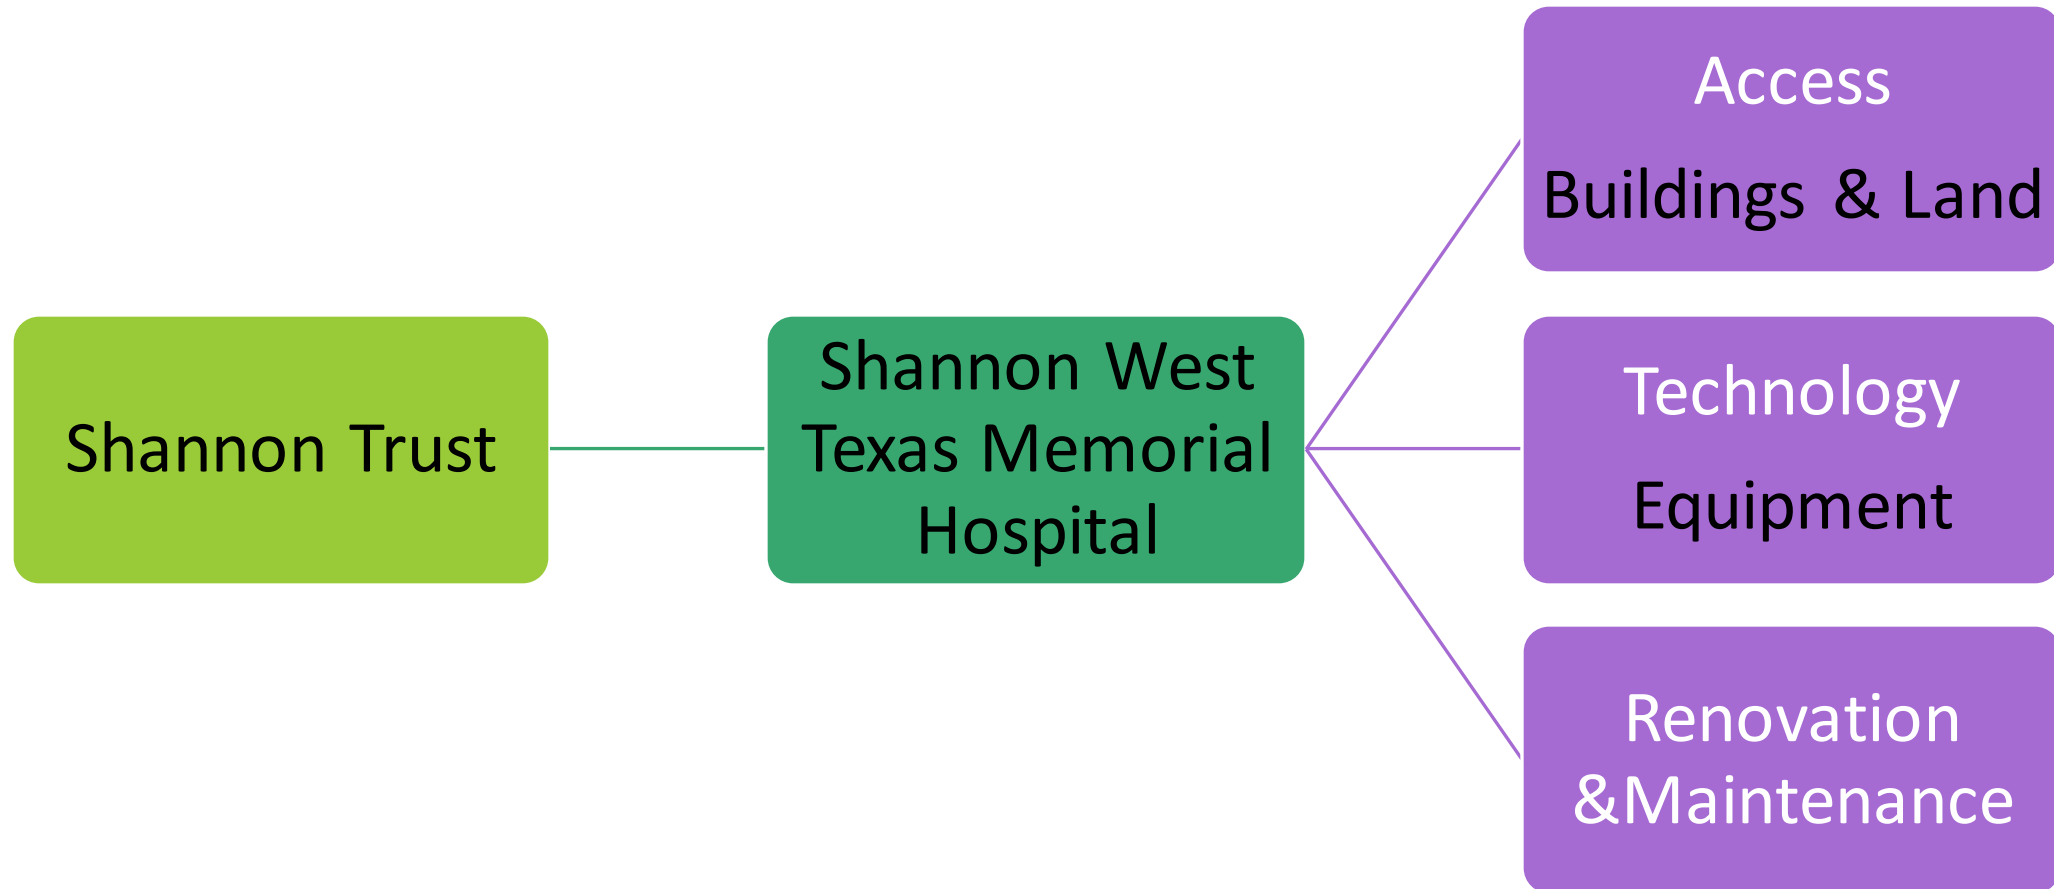 Shannon Trust
Shannon West
Texas Memorial
Hospital
Access
Buildings & Land
Technology
Equipment
Renovation
&Maintenance